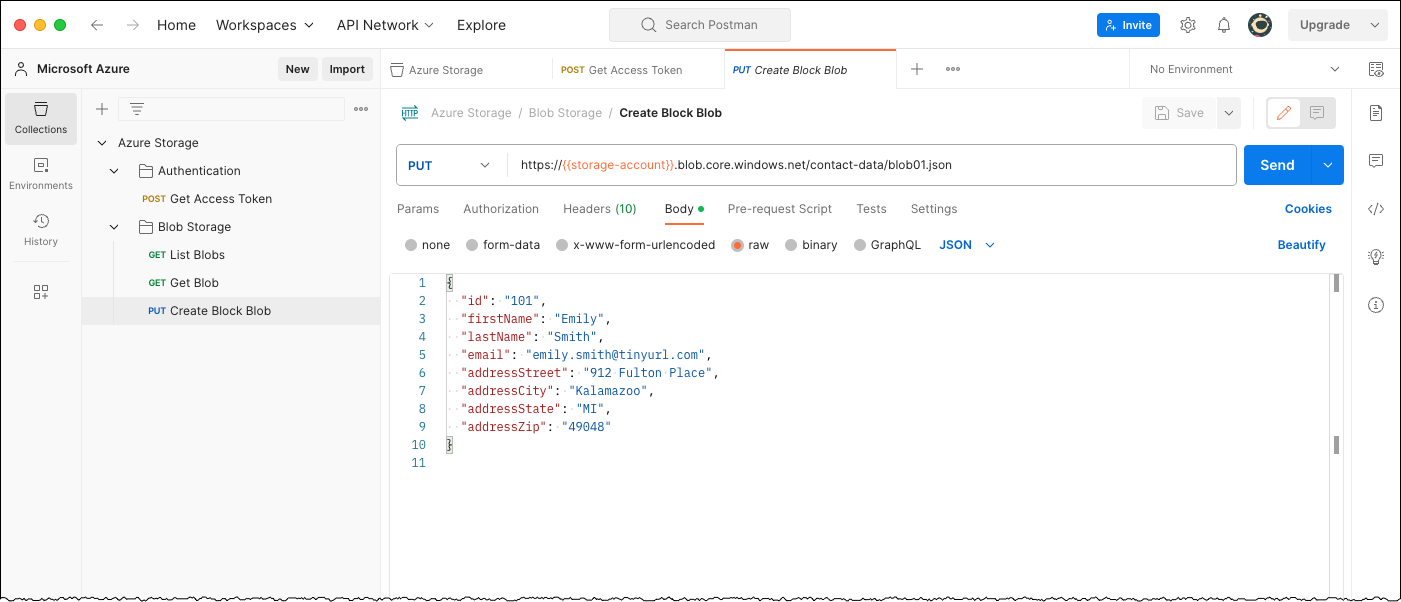 Home Workspaces API Network Explore Search Postman Invite Upgrade
Microsoft Azure New Import Azure Storage POST Get Access Token PUT Create Block Blob No Environment
Collections
Environments
History
Azure Storage
Authentication
POST Get Access Token
Blob Storage
GET List Blobs
GET Get Blob
PUT Create Block Blob
HTTP Azure Storage / Blob Storage / Create Block Blob Save
PUT https://{{storage-account}}.blob.core.windows.net/contact-data/blob01.json Send
Params Authorization Headers (10) Body Pre-request Script Tests Settings Cookies
none form-data x-www-form-urlencoded raw binary GraphQL JSON Beautify
1 {
2 "id": "101",
3 "firstName": "Emily",
4 "lastName": "Smith",
5 "email": "emily.smith@tinyurl.com",
6 "addressStreet": "912 Fulton Place",
7 "addressCity": "Kalamazoo",
8 "addressState": "MI",
9 "addressZip": "49048"
10 }
11